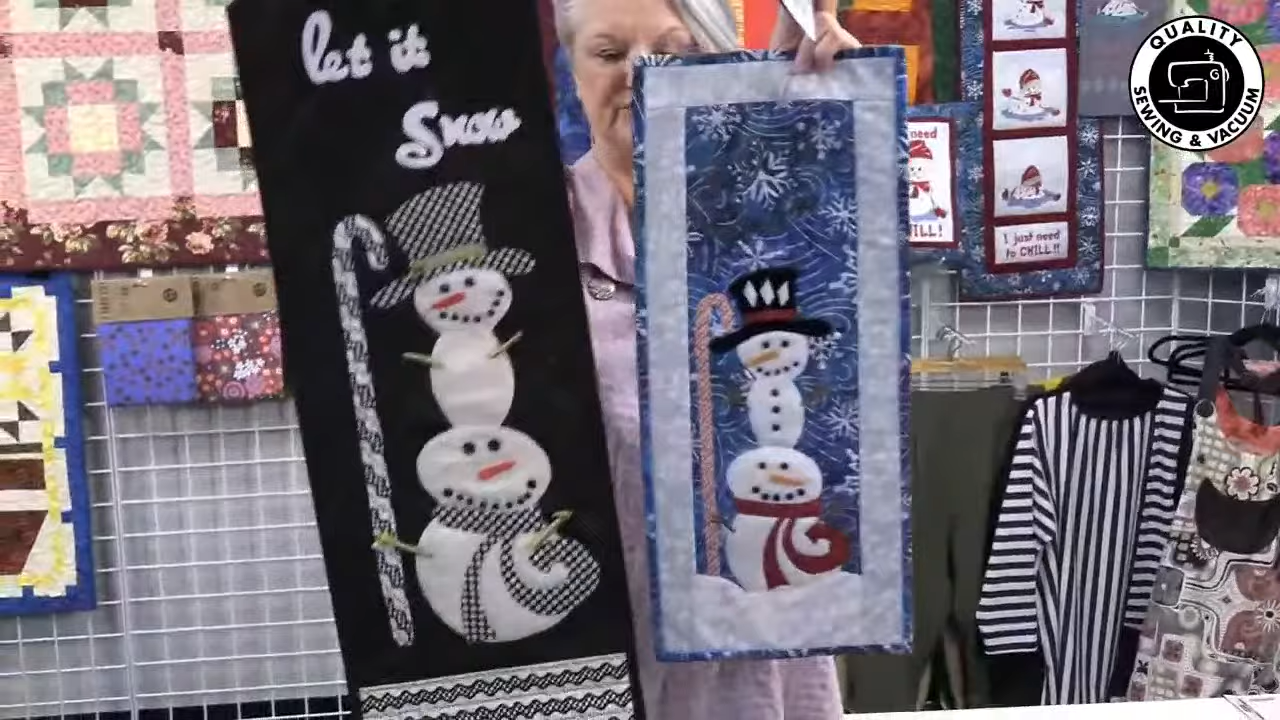 let it
Snow
need
ILL!
I just need
to CHILL!!
QUALITY
SEWING & VACUUM